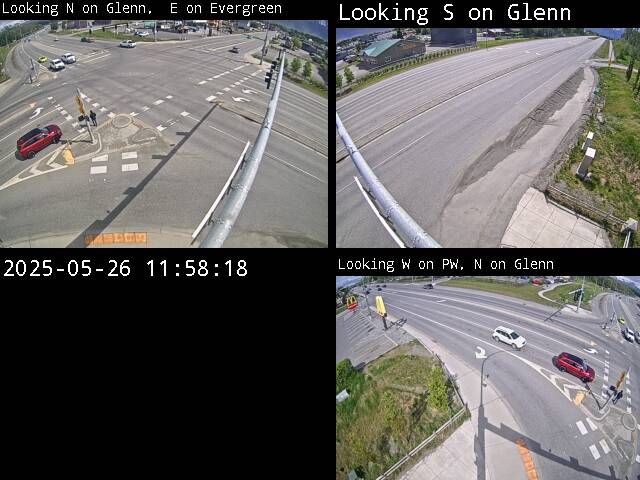 Looking N on Glenn,  E on Evergreen
Looking S on Glenn
2025-05-26 11:58:18
Looking W on PW, N on Glenn